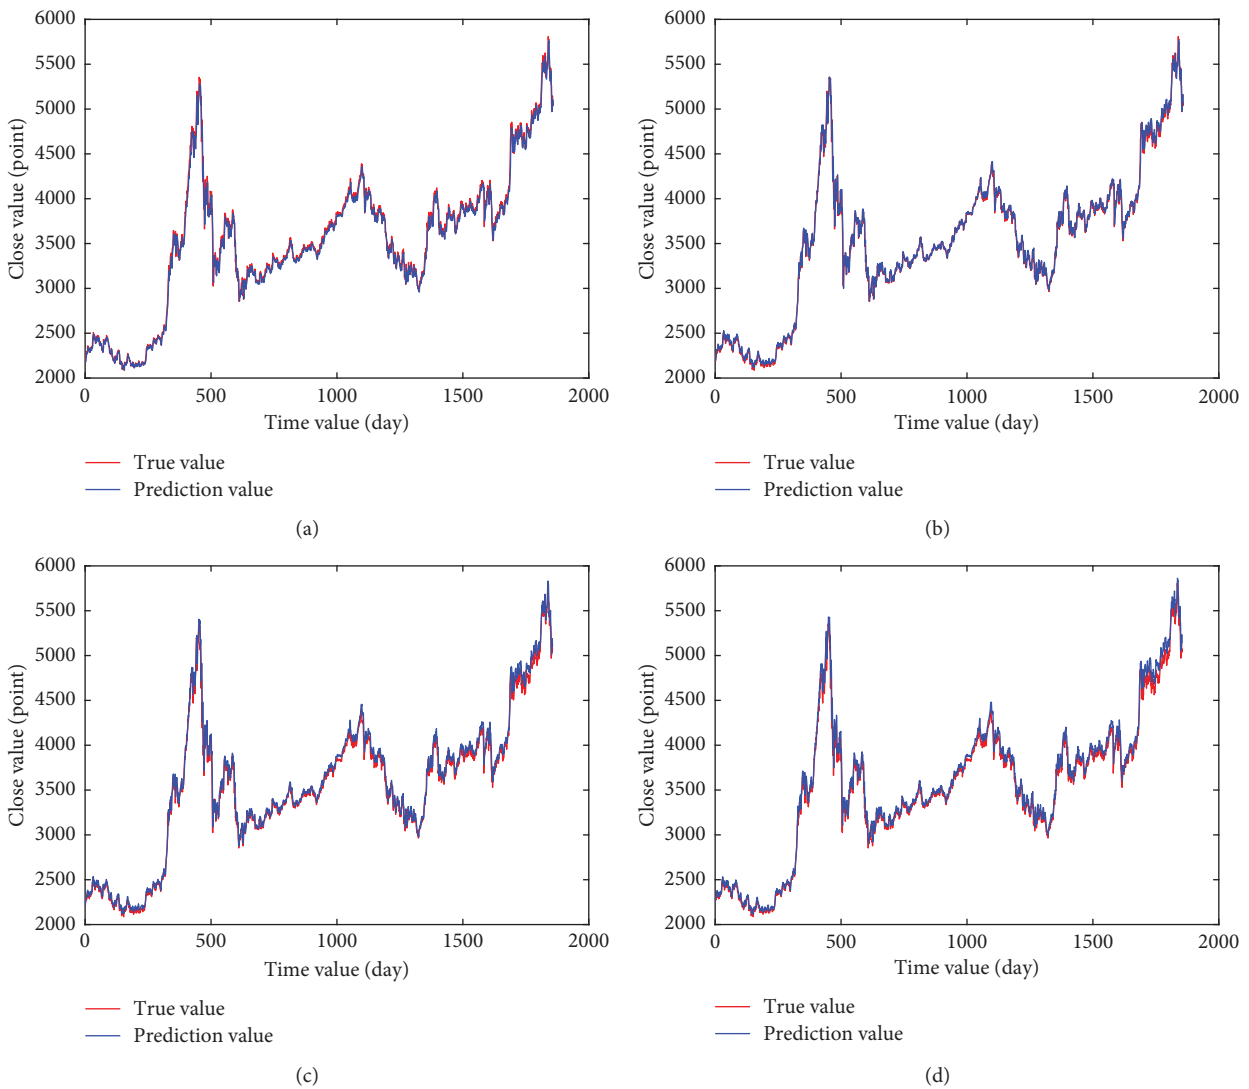 6000
5500
5000
4500
4000
3500
3000
2500
2000
Close value (point)
0 500 1000 1500 2000
Time value (day)
True value
Prediction value
(a)
6000
5500
5000
4500
4000
3500
3000
2500
2000
Close value (point)
0 500 1000 1500 2000
Time value (day)
True value
Prediction value
(b)
6000
5500
5000
4500
4000
3500
3000
2500
2000
Close value (point)
0 500 1000 1500 2000
Time value (day)
True value
Prediction value
(c)
6000
5500
5000
4500
4000
3500
3000
2500
2000
Close value (point)
0 500 1000 1500 2000
Time value (day)
True value
Prediction value
(d)